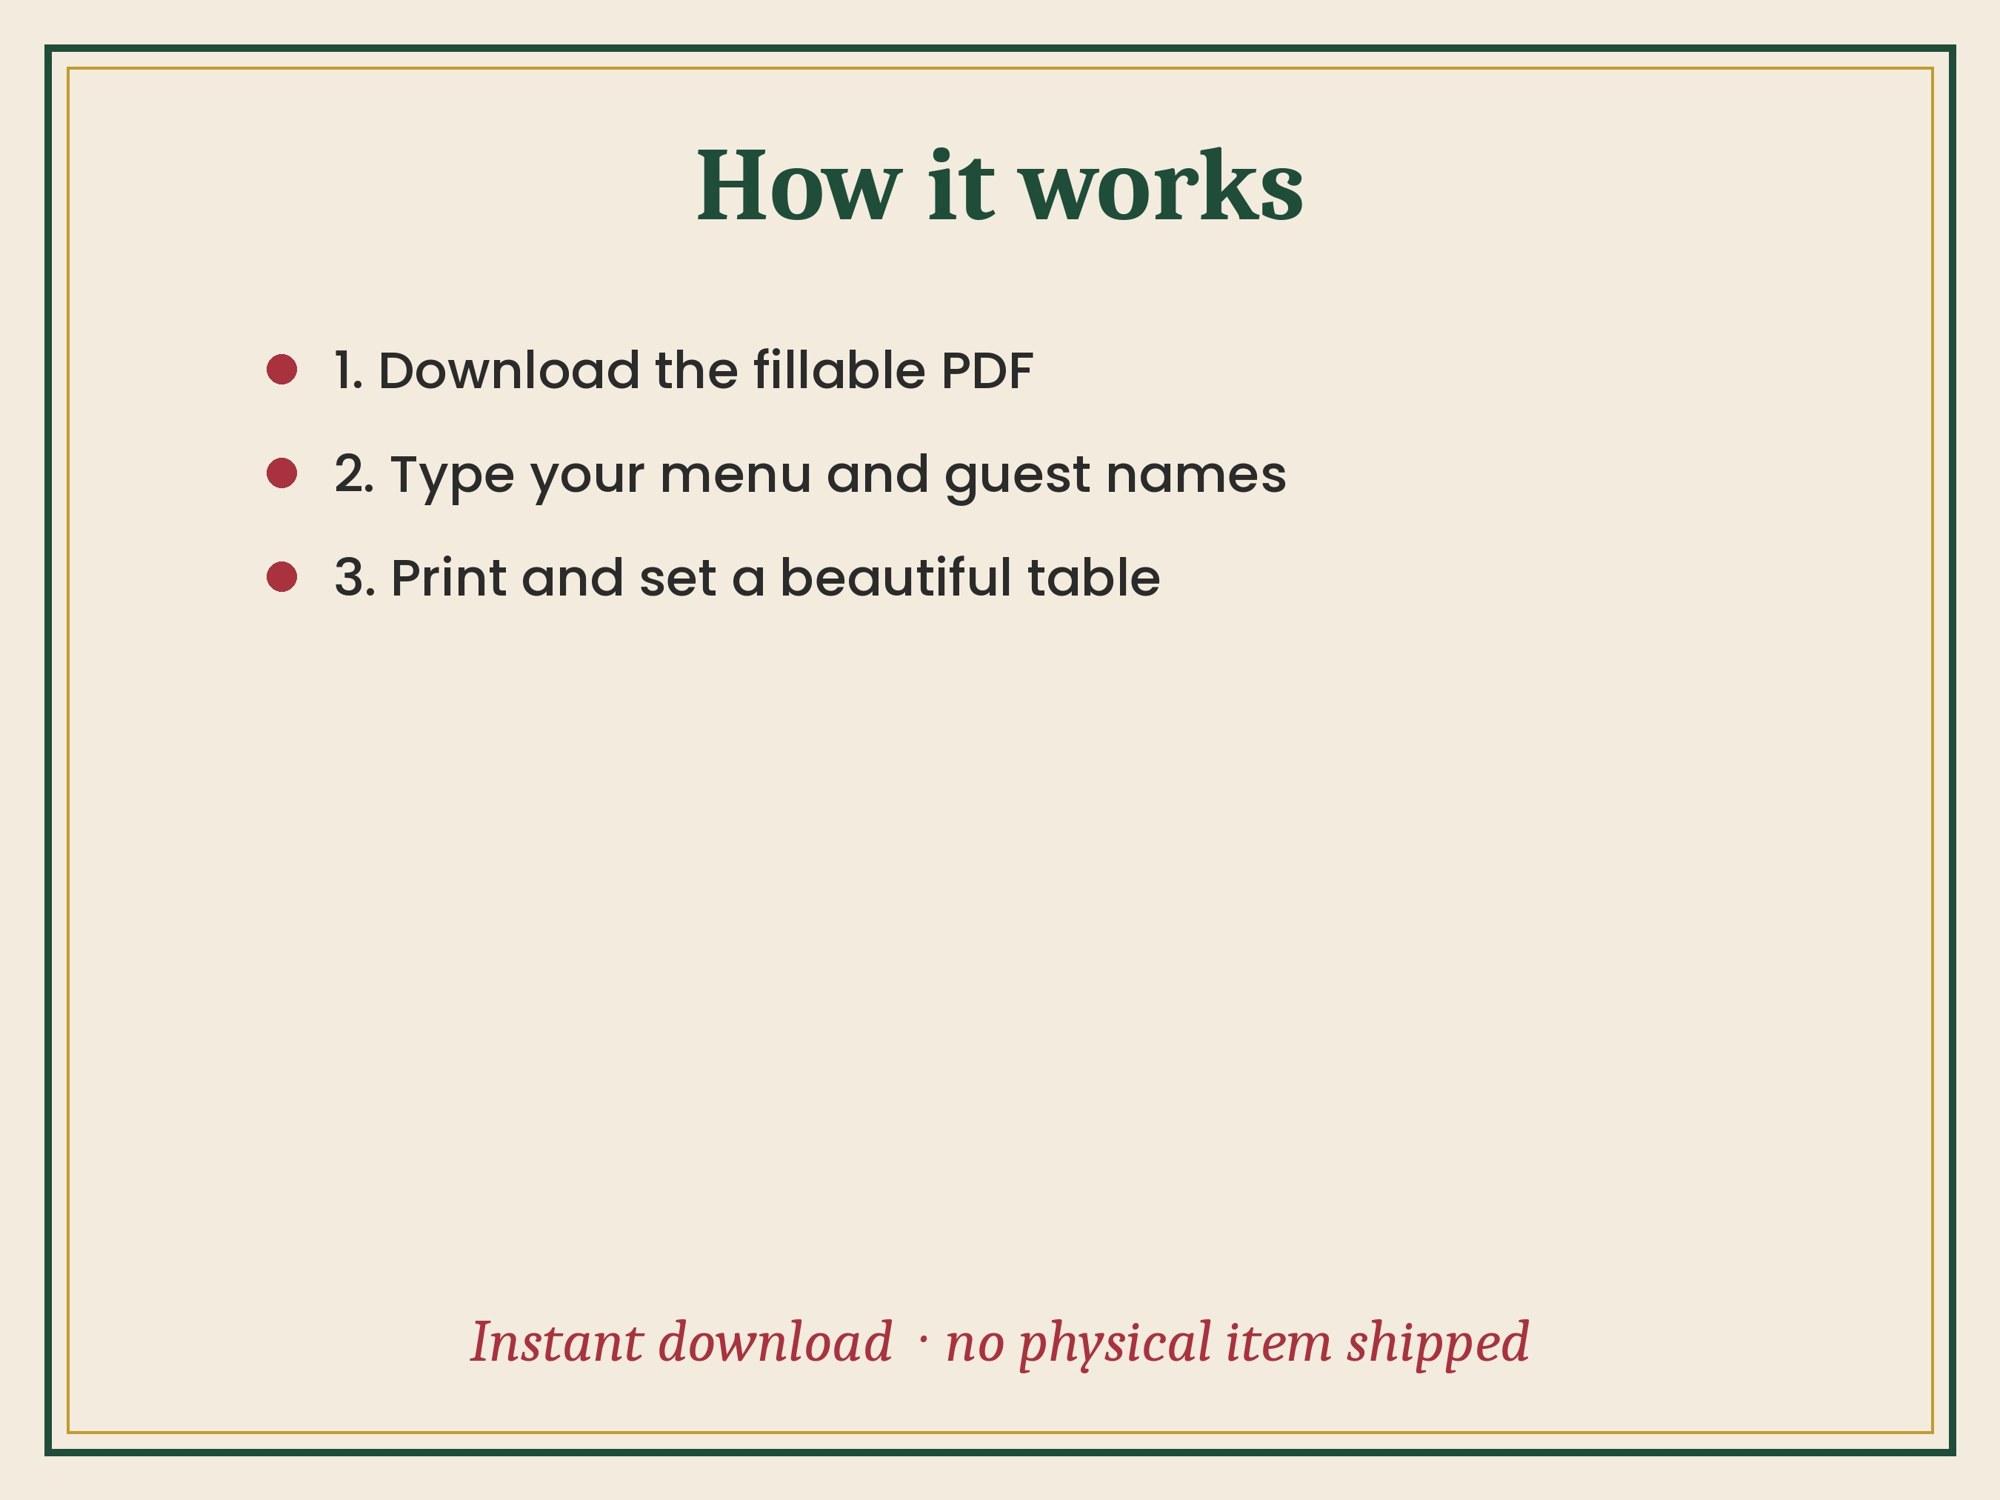 How it works
1. Download the fillable PDF
2. Type your menu and guest names
3. Print and set a beautiful table
Instant download · no physical item shipped